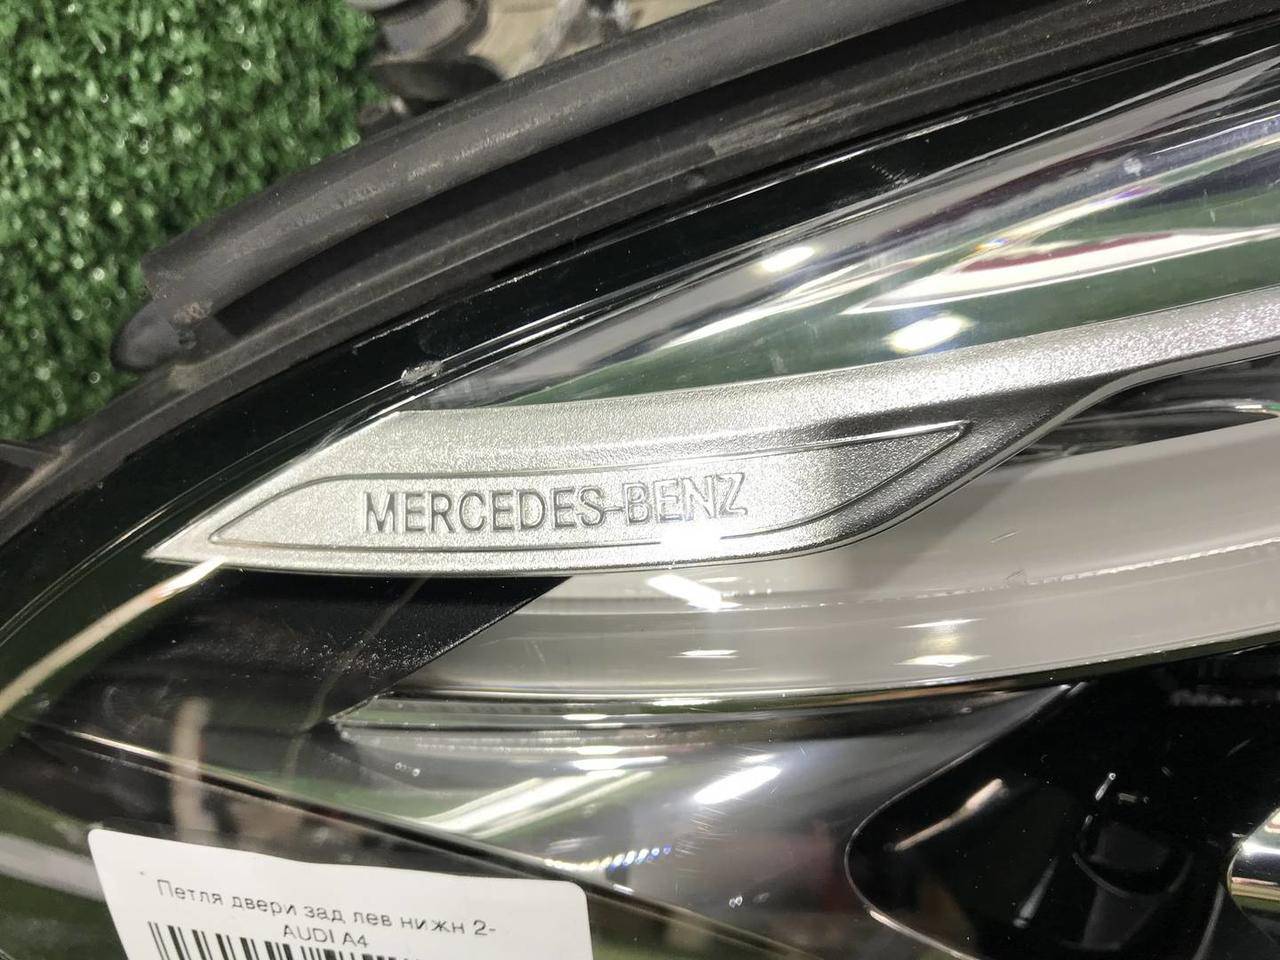 MERCEDES-BENZ
Петля двери зад лев нижн 2-
AUDI A4